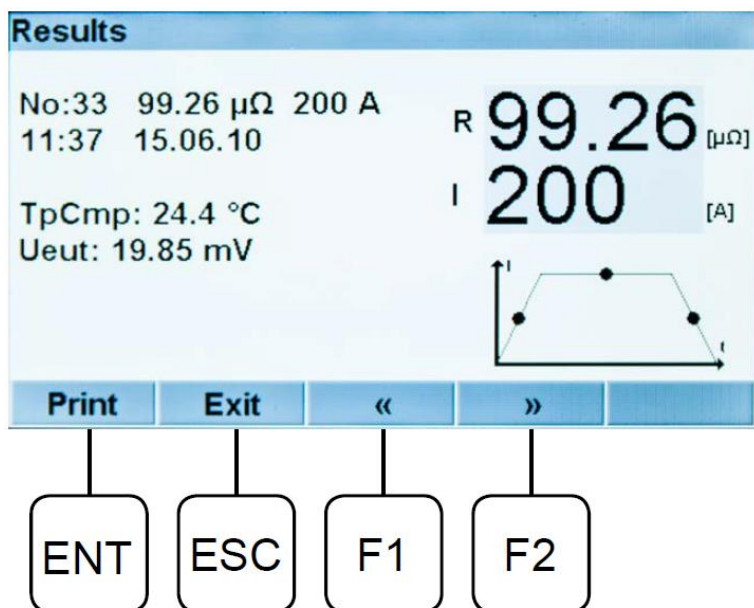 Results
No:33 99.26 µΩ 200 A
11:37 15.06.10
TpCmp: 24.4 °C
Ueut: 19.85 mV
R 99.26 [µΩ]
I 200 [A]
I
t
Print Exit « »
ENT ESC F1 F2